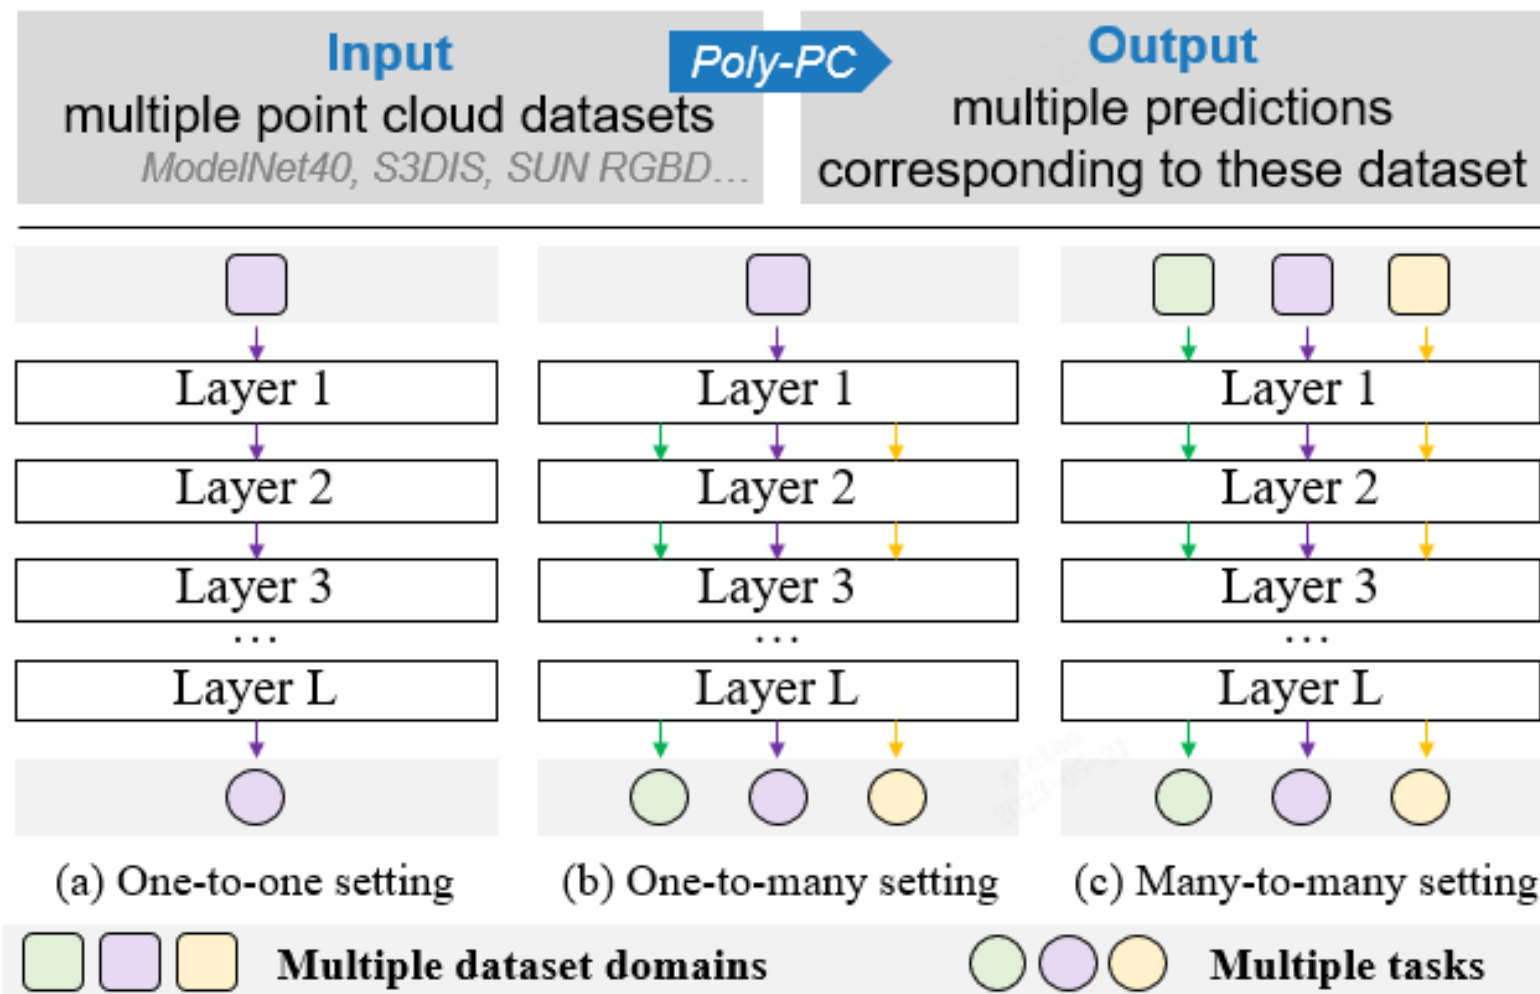 Input
multiple point cloud datasets
ModelNet40, S3DIS, SUN RGBD...
Poly-PC
Output
multiple predictions
corresponding to these dataset
Layer 1
Layer 2
Layer 3
...
Layer L
(a) One-to-one setting
Layer 1
Layer 2
Layer 3
...
Layer L
(b) One-to-many setting
Layer 1
Layer 2
Layer 3
...
Layer L
(c) Many-to-many setting
Multiple dataset domains
Multiple tasks